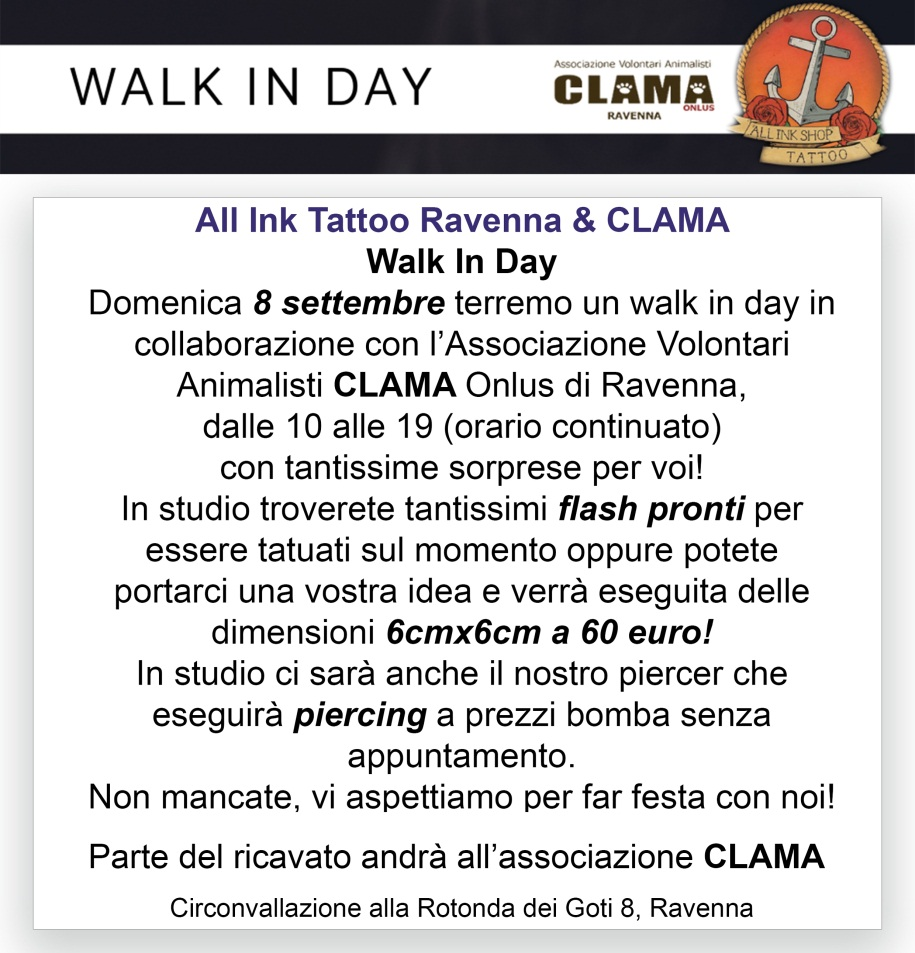 WALK IN DAY
Associazione Volontari Animalisti
CLAMA
ONLUS
RAVENNA
ALL INK SHOP
TATTOO
All Ink Tattoo Ravenna & CLAMA
Walk In Day
Domenica 8 settembre terremo un walk in day in
collaborazione con l’Associazione Volontari
Animalisti CLAMA Onlus di Ravenna,
dalle 10 alle 19 (orario continuato)
con tantissime sorprese per voi!
In studio troverete tantissimi flash pronti per
essere tatuati sul momento oppure potete
portarci una vostra idea e verrà eseguita delle
dimensioni 6cmx6cm a 60 euro!
In studio ci sarà anche il nostro piercer che
eseguirà piercing a prezzi bomba senza
appuntamento.
Non mancate, vi aspettiamo per far festa con noi!
Parte del ricavato andrà all’associazione CLAMA
Circonvallazione alla Rotonda dei Goti 8, Ravenna